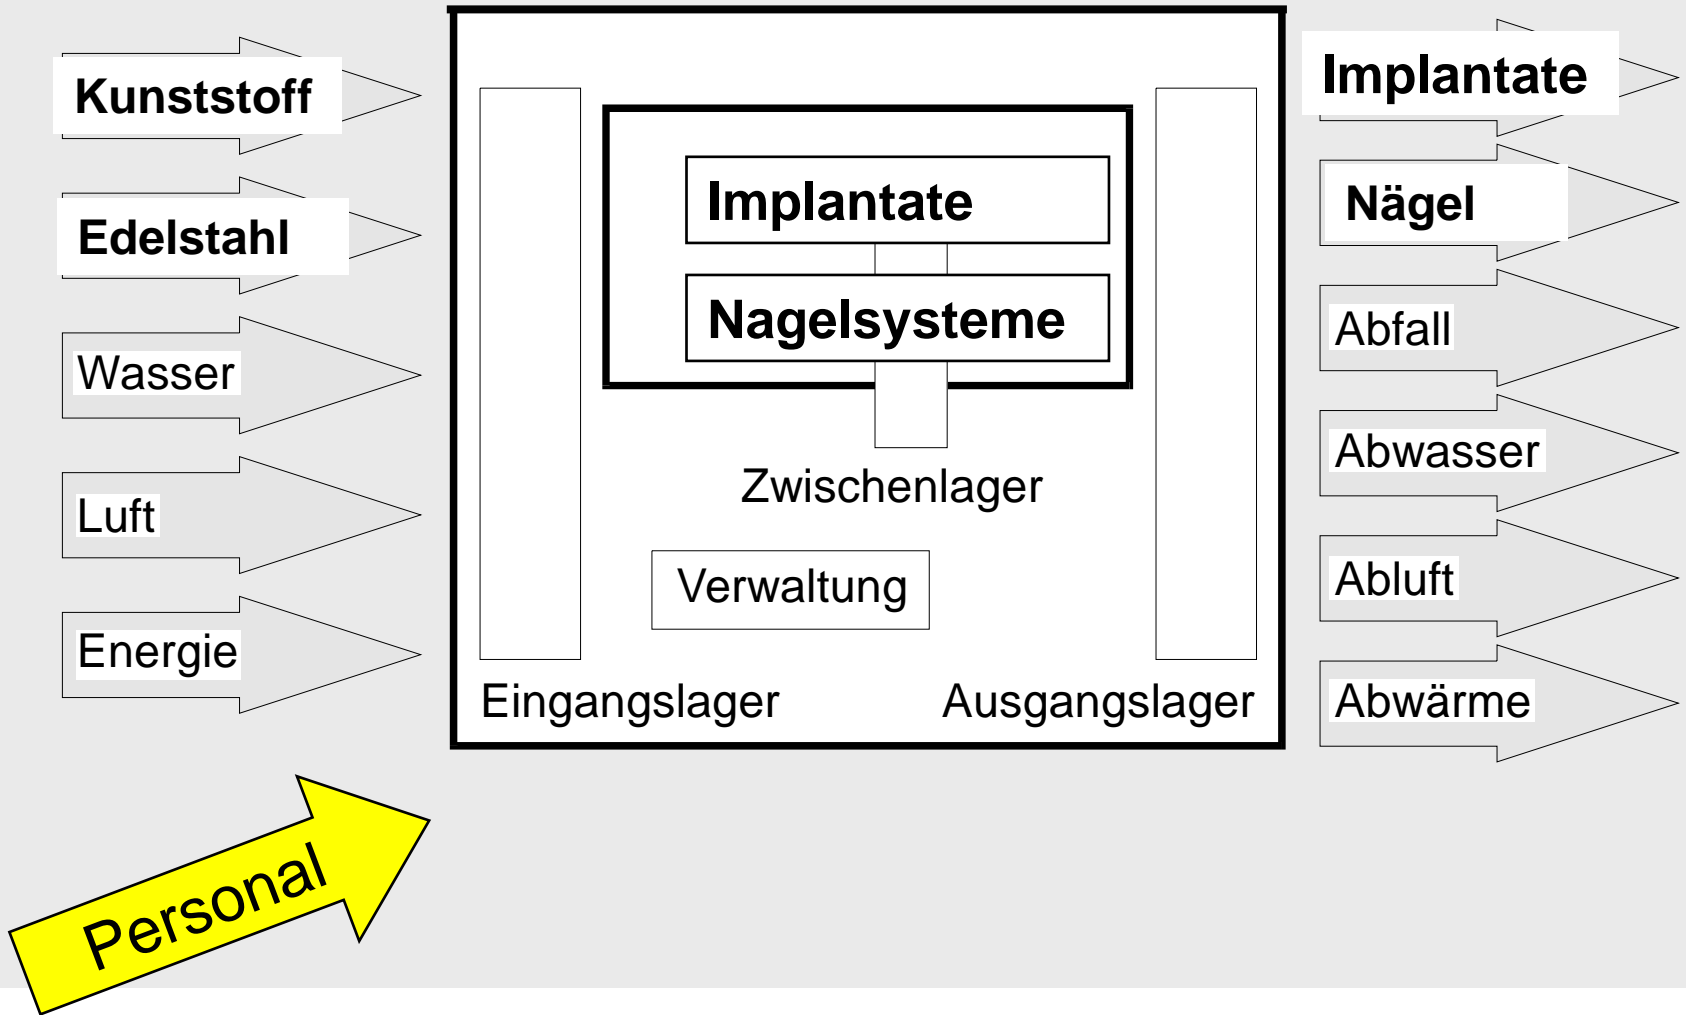 Kunststoff
Edelstahl
Wasser
Luft
Energie
Personal
Implantate
Nagelsysteme
Zwischenlager
Verwaltung
Eingangslager
Ausgangslager
Implantate
Nägel
Abfall
Abwasser
Abluft
Abwärme